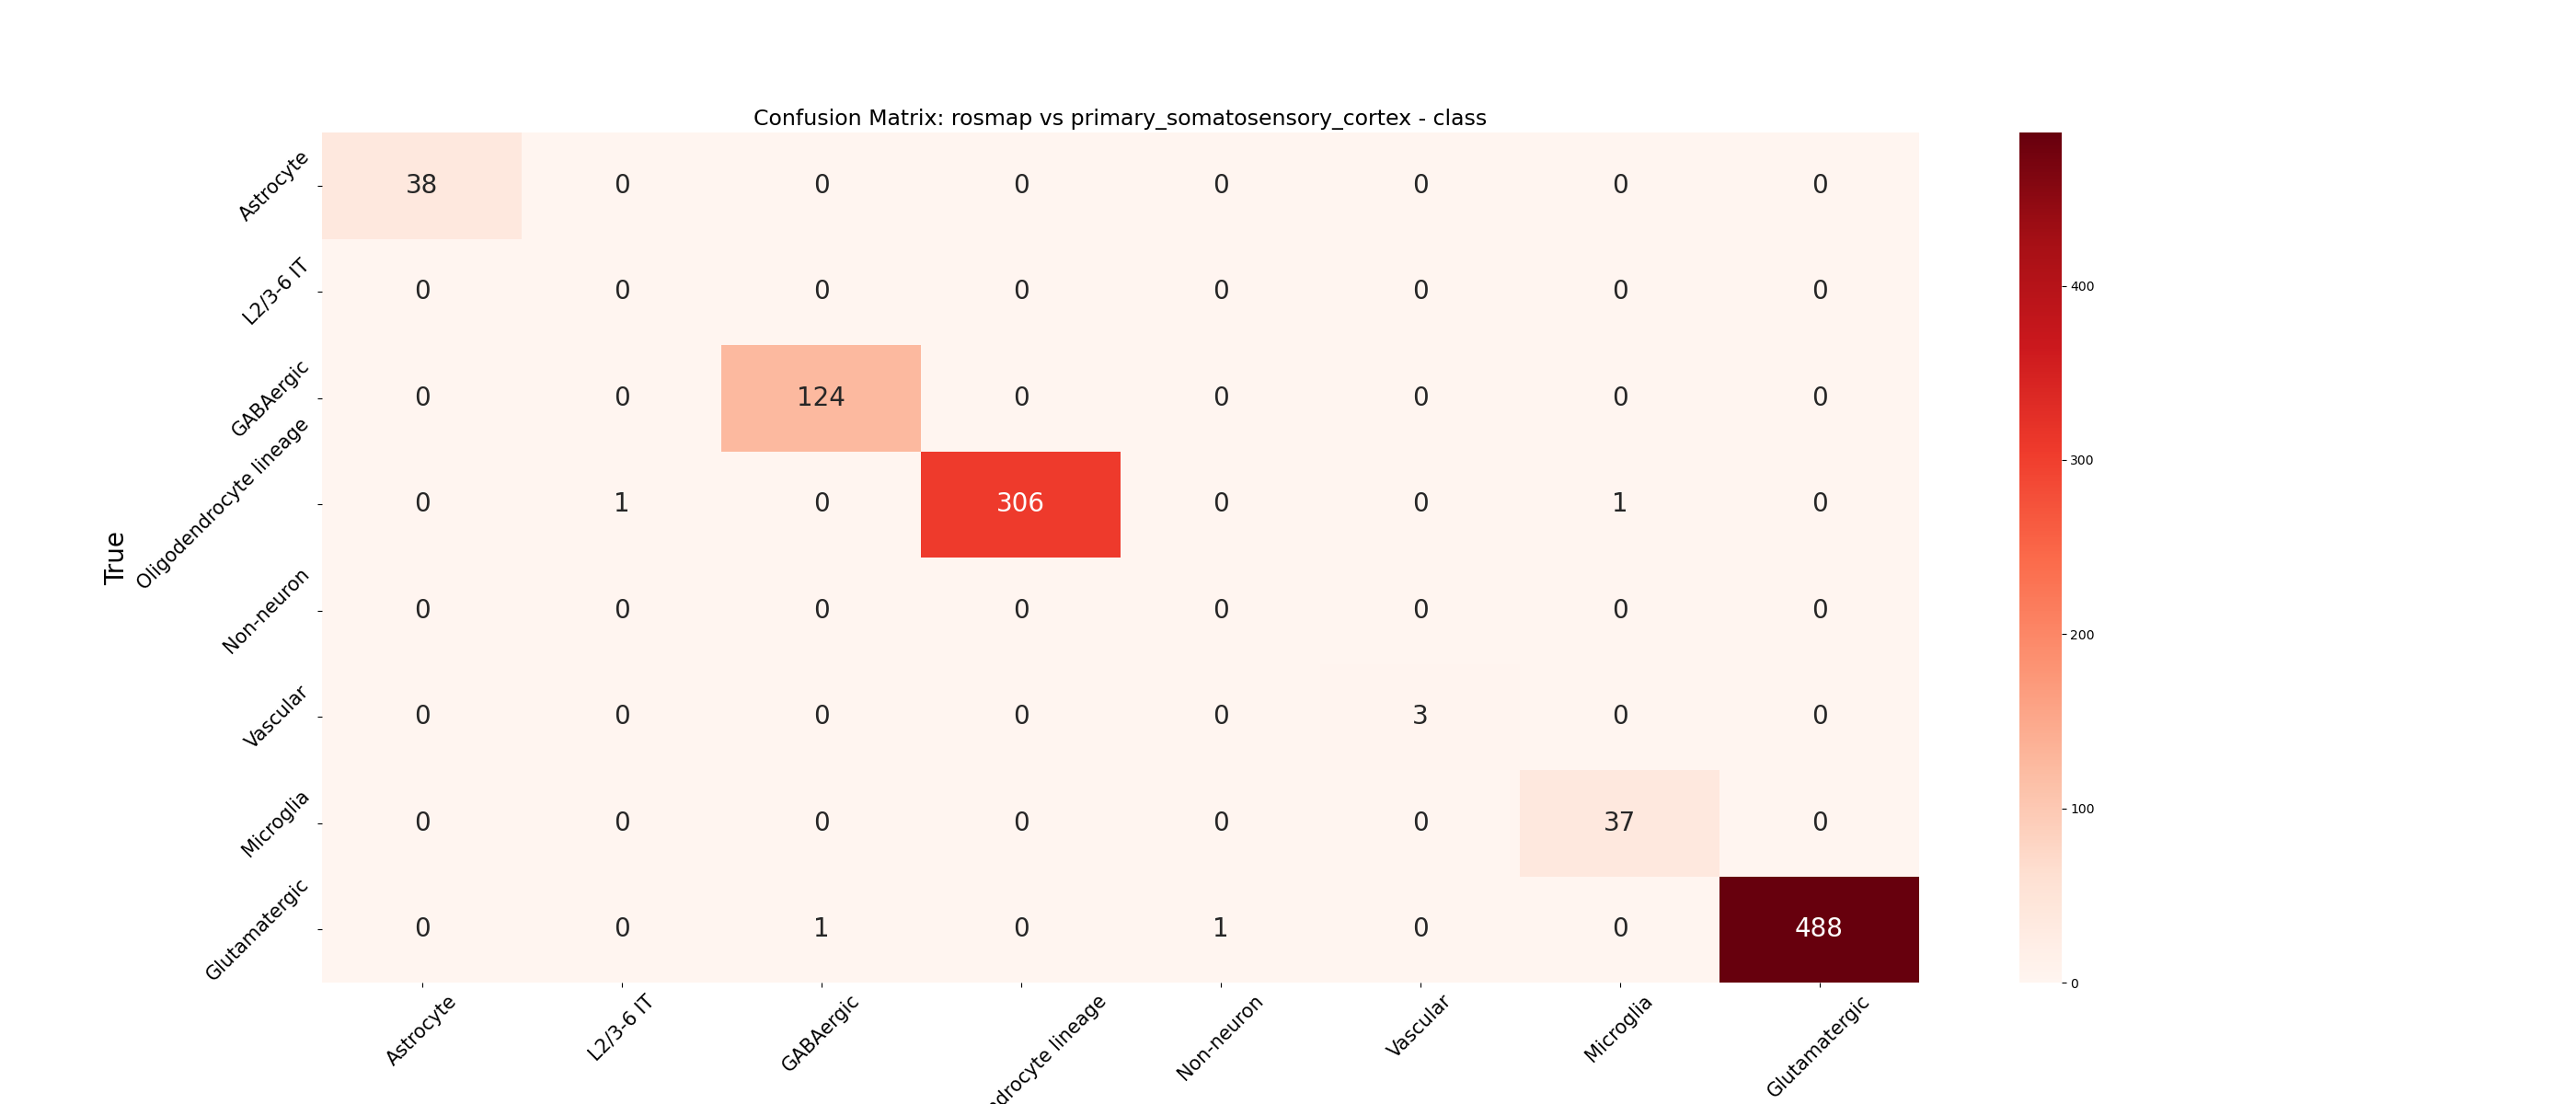 Confusion Matrix: rosmap vs primary_somatosensory_cortex - class
True
Astrocyte 38 0 0 0 0 0 0 0
L2/3-6 IT 0 0 0 0 0 0 0 0
GABAergic 0 0 124 0 0 0 0 0
Oligodendrocyte lineage 0 1 0 306 0 0 1 0
Non-neuron 0 0 0 0 0 0 0 0
Vascular 0 0 0 0 0 3 0 0
Microglia 0 0 0 0 0 0 37 0
Glutamatergic 0 0 1 0 1 0 0 488
Astrocyte L2/3-6 IT GABAergic ndrocyte lineage Non-neuron Vascular Microglia Glutamatergic
400
300
200
100
0